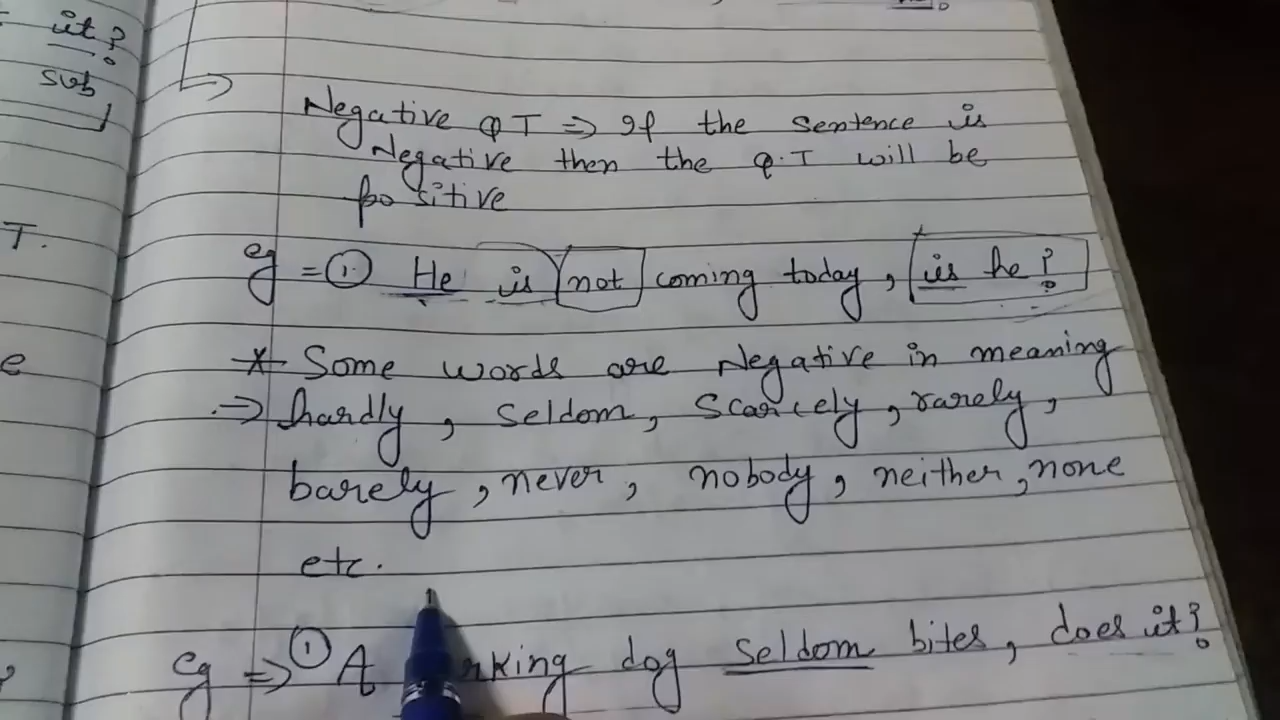 it?
sub
Negative QT => If the sentence is
Negative then the Q.T will be
positive
T.
eg = ① He is not coming today, is he?
e
* Some words are Negative in meaning
=> hardly, seldom, scarcely, rarely,
barely, never, nobody, neither, none
etc.
eg => ① A rking dog seldom bites, does it?